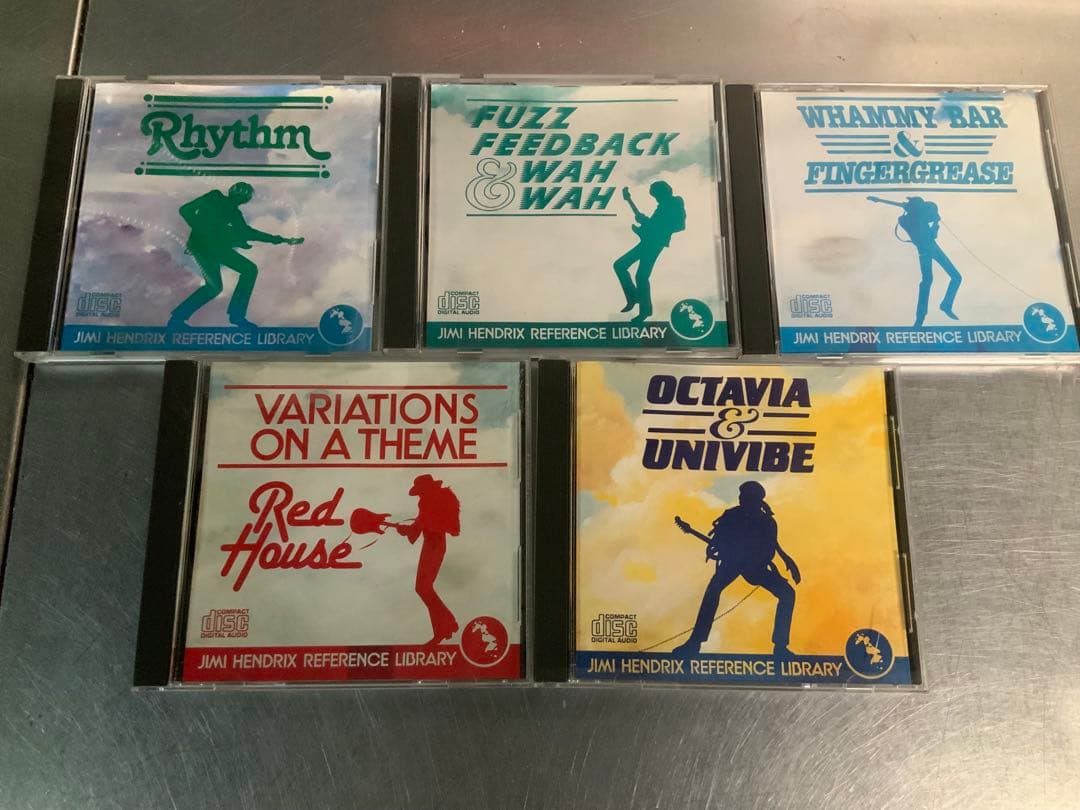 Rhythm
COMPACT
disc
DIGITAL AUDIO
JIMI HENDRIX REFERENCE LIBRARY
FUZZ
FEEDBACK
& WAH
WAH
COMPACT
disc
DIGITAL AUDIO
JIMI HENDRIX REFERENCE LIBRARY
WHAMMY BAR
&
FINGERGREASE
COMPACT
disc
DIGITAL AUDIO
JIMI HENDRIX REFERENCE LIBRARY
VARIATIONS
ON A THEME
Red
House
COMPACT
disc
DIGITAL AUDIO
JIMI HENDRIX REFERENCE LIBRARY
OCTAVIA
&
UNIVIBE
COMPACT
disc
DIGITAL AUDIO
JIMI HENDRIX REFERENCE LIBRARY